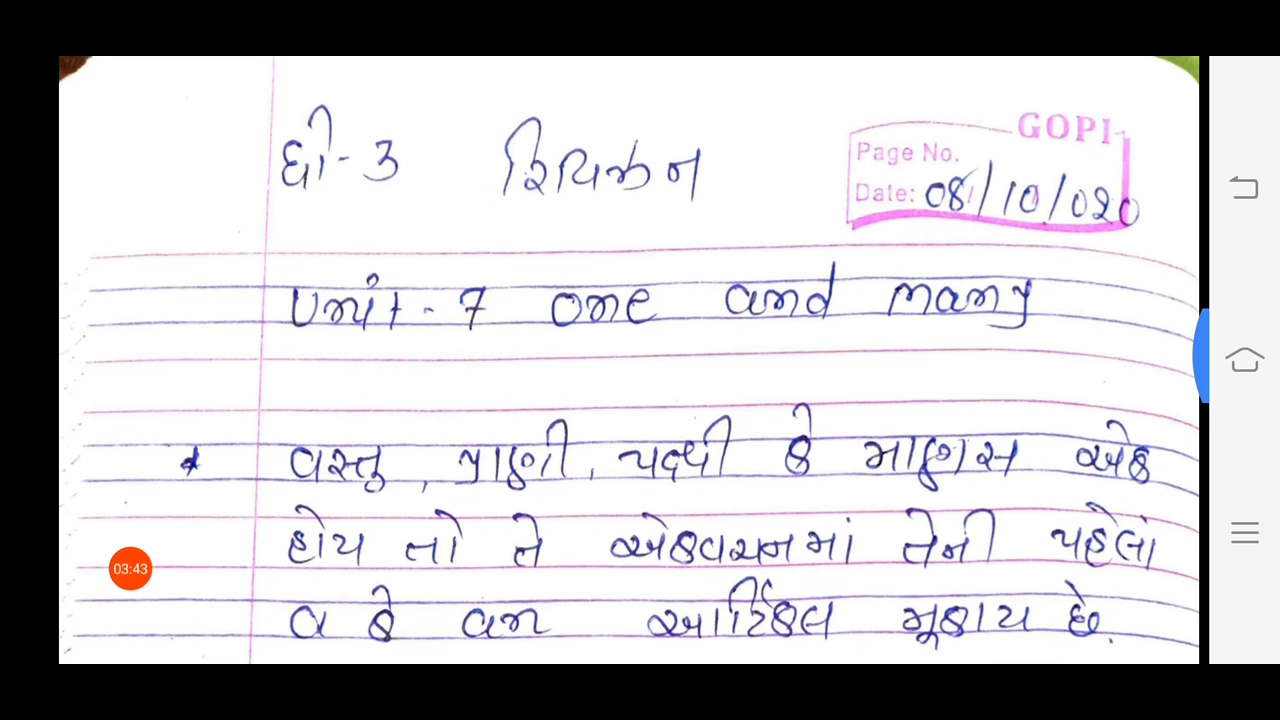 GOPI
Page No.
ધો-3 રિવિઝન Date: 08/10/020
Unit-7 one and many
* વસ્તુ, પ્રાણી, પક્ષી કે માણસ એક
હોય તો તે એકવચનમાં તેની પહેલાં
a કે an આર્ટિકલ મૂકાય છે.
03:43